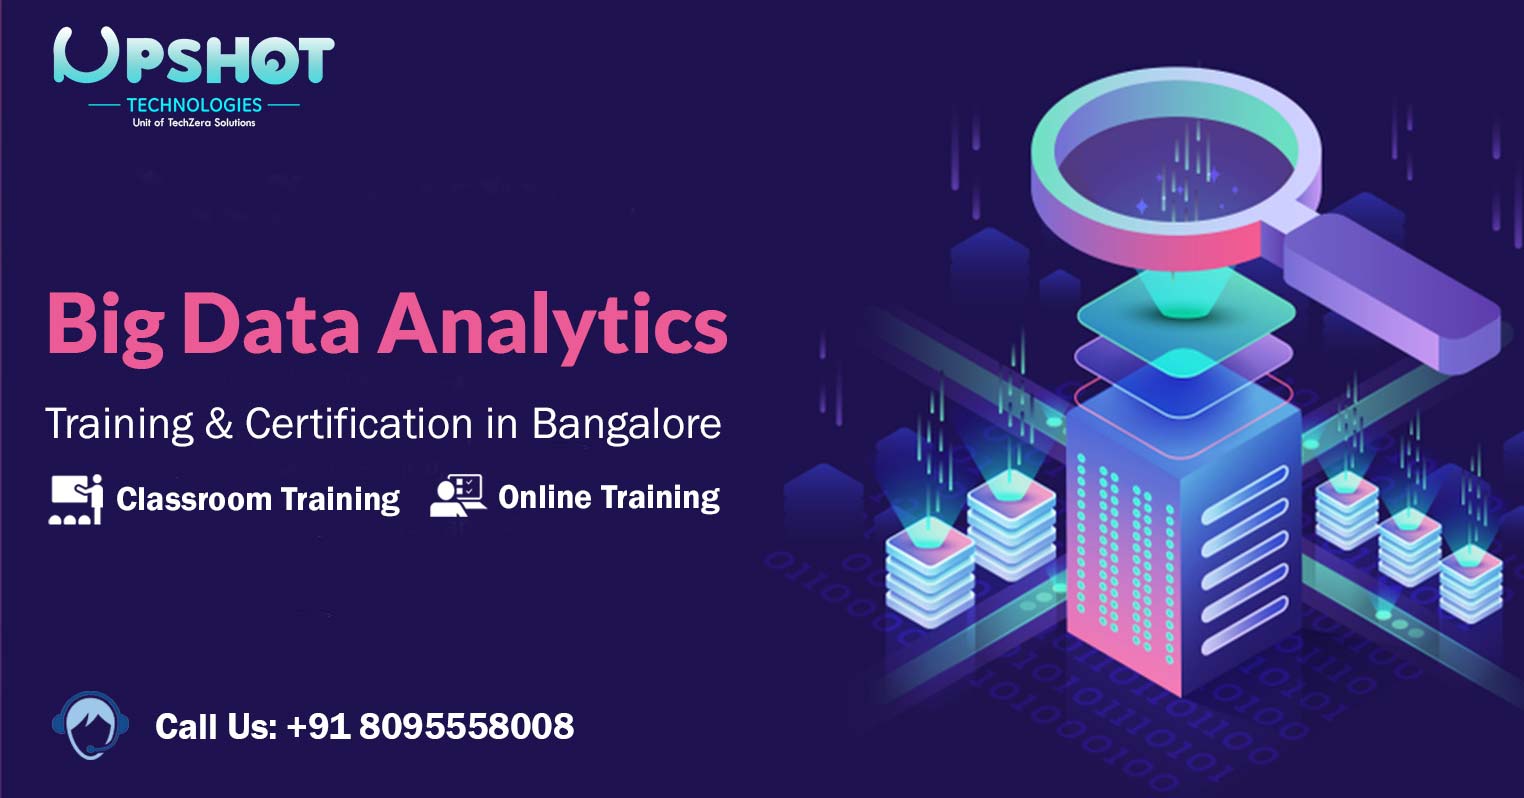 UPSHOT
TECHNOLOGIES
Unit of TechZera Solutions
Big Data Analytics
Training & Certification in Bangalore
Classroom Training Online Training
Call Us: +91 8095558008